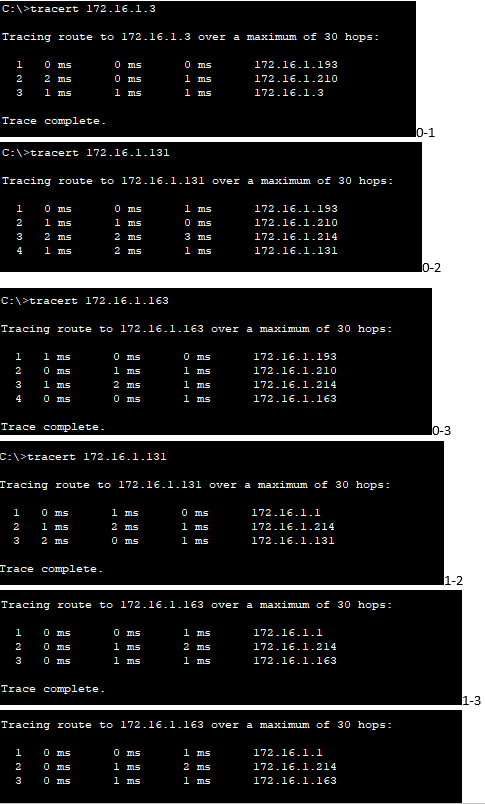 C:\>tracert 172.16.1.3
Tracing route to 172.16.1.3 over a maximum of 30 hops:
1 0 ms 0 ms 0 ms 172.16.1.193
2 2 ms 0 ms 1 ms 172.16.1.210
3 1 ms 1 ms 1 ms 172.16.1.3
Trace complete.
0-1
C:\>tracert 172.16.1.131
Tracing route to 172.16.1.131 over a maximum of 30 hops:
1 0 ms 0 ms 1 ms 172.16.1.193
2 1 ms 1 ms 0 ms 172.16.1.210
3 2 ms 2 ms 3 ms 172.16.1.214
4 1 ms 2 ms 1 ms 172.16.1.131
0-2
C:\>tracert 172.16.1.163
Tracing route to 172.16.1.163 over a maximum of 30 hops:
1 1 ms 0 ms 0 ms 172.16.1.193
2 0 ms 1 ms 1 ms 172.16.1.210
3 1 ms 2 ms 1 ms 172.16.1.214
4 0 ms 0 ms 1 ms 172.16.1.163
Trace complete.
0-3
C:\>tracert 172.16.1.131
Tracing route to 172.16.1.131 over a maximum of 30 hops:
1 0 ms 1 ms 0 ms 172.16.1.1
2 1 ms 2 ms 1 ms 172.16.1.214
3 2 ms 0 ms 1 ms 172.16.1.131
Trace complete.
1-2
Tracing route to 172.16.1.163 over a maximum of 30 hops:
1 0 ms 0 ms 1 ms 172.16.1.1
2 0 ms 1 ms 2 ms 172.16.1.214
3 0 ms 1 ms 1 ms 172.16.1.163
Trace complete.
1-3
Tracing route to 172.16.1.163 over a maximum of 30 hops:
1 0 ms 0 ms 1 ms 172.16.1.1
2 0 ms 1 ms 2 ms 172.16.1.214
3 0 ms 1 ms 1 ms 172.16.1.163